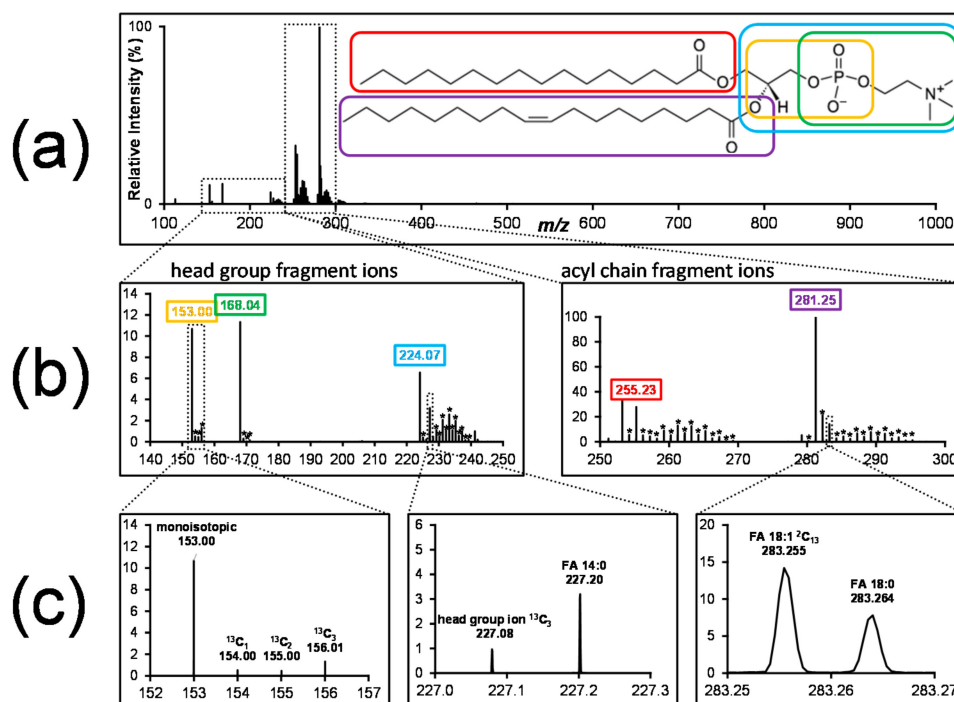 (a)
Relative Intensity (%)
100
0
100 200 300 400 500 600 700 800 900 1000
m/z
O
O
O
O
H
O
P
O
O⁻
O
N⁺
(b)
head group fragment ions
14
12
10
8
6
4
2
0
153.00
168.04
224.07
* * * * * * * * * * * * * * * *
140 150 160 170 180 190 200 210 220 230 240 250
acyl chain fragment ions
100
80
60
40
20
0
255.23
281.25
* * * * * * * * * * * * * * * * * * * * * * * * * *
250 260 270 280 290 300
(c)
14
12
10
8
6
4
2
0
monoisotopic
153.00
¹³C₁
154.00
¹³C₂
155.00
¹³C₃
156.01
152 153 154 155 156 157
6
5
4
3
2
1
0
FA 14:0
227.20
head group ion ¹³C₃
227.08
227.0 227.1 227.2 227.3
20
15
10
5
0
FA 18:1 ²C₁₃
283.255
FA 18:0
283.264
283.25 283.26 283.27